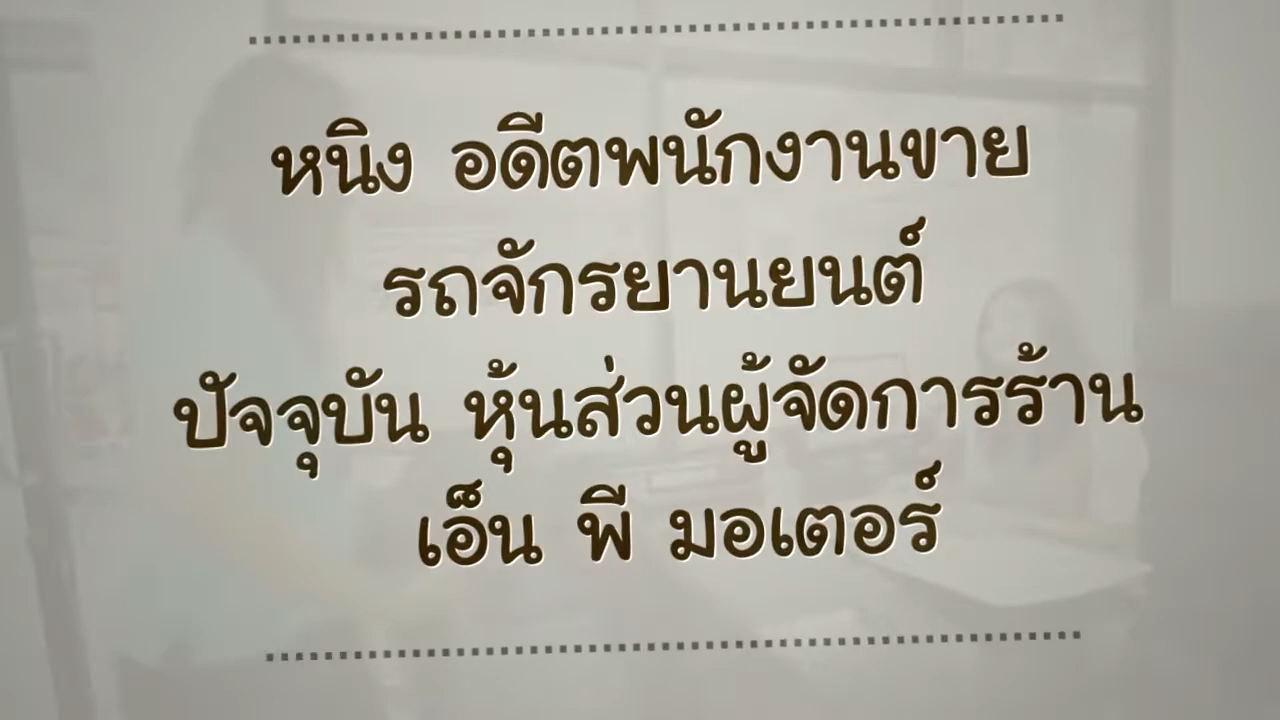 หนิง อดีตพนักงานขาย
รถจักรยานยนต์
ปัจจุบัน หุ้นส่วนผู้จัดการร้าน
เอ็น พี มอเตอร์